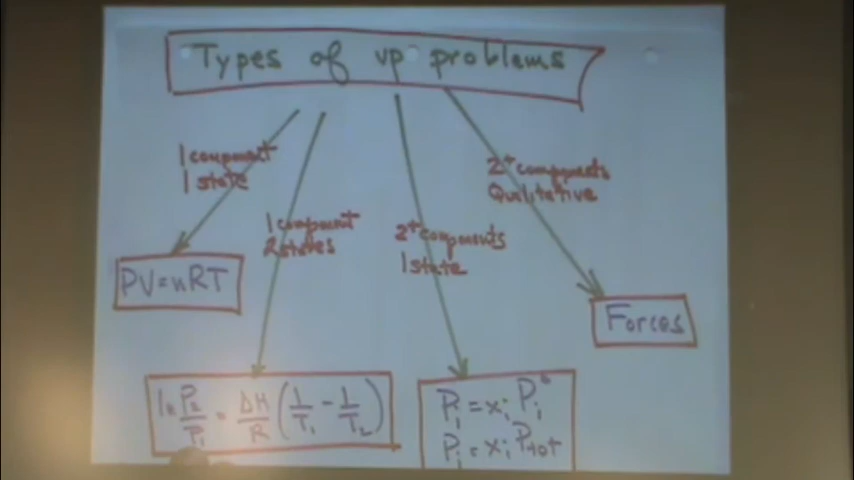 Types of vp problems
1 component
1 state
1 component
2 states
2+ components
1 state
2+ components
Qualitative
PV=nRT
Forces
ln P₂/P₁ = ΔH/R (1/T₁ - 1/T₂)
Pᵢ = xᵢ Pᵢ°
Pᵢ = xᵢ Ptot